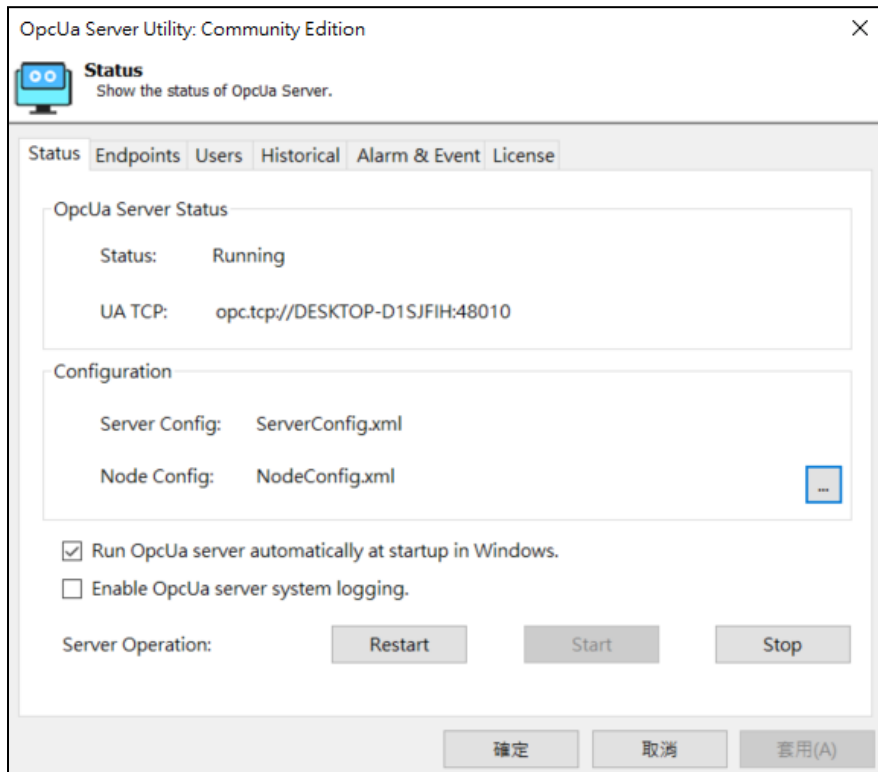 OpcUa Server Utility: Community Edition
Status
Show the status of OpcUa Server.
Status Endpoints Users Historical Alarm & Event License
OpcUa Server Status
Status: Running
UA TCP: opc.tcp://DESKTOP-D1SJFIH:48010
Configuration
Server Config: ServerConfig.xml
Node Config: NodeConfig.xml ...
Run OpcUa server automatically at startup in Windows.
Enable OpcUa server system logging.
Server Operation: Restart Start Stop
確定 取消 套用(A)